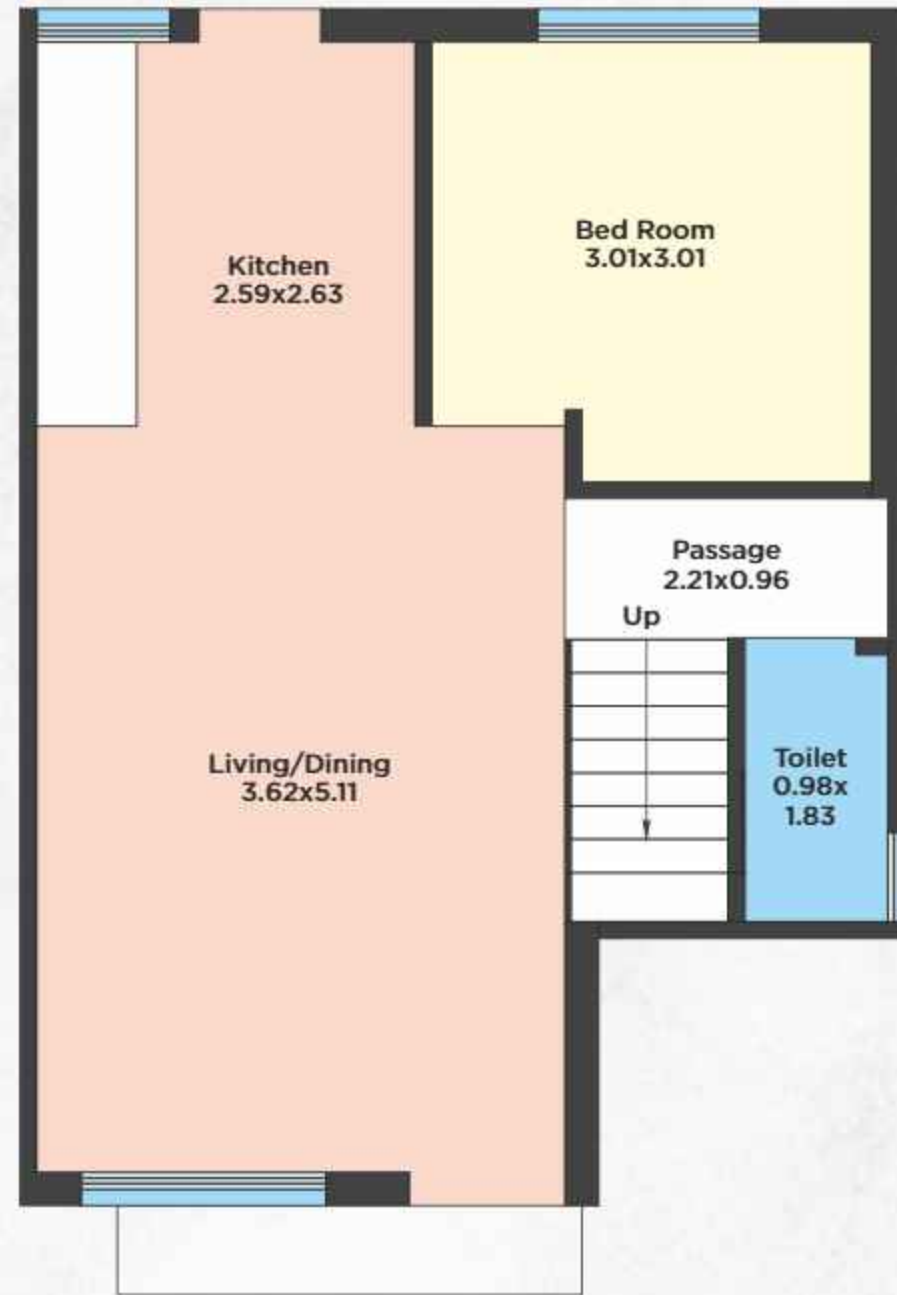 Bed Room
3.01x3.01
Kitchen
2.59x2.63
Passage
2.21x0.96
Up
Living/Dining
3.62x5.11
Toilet
0.98x
1.83